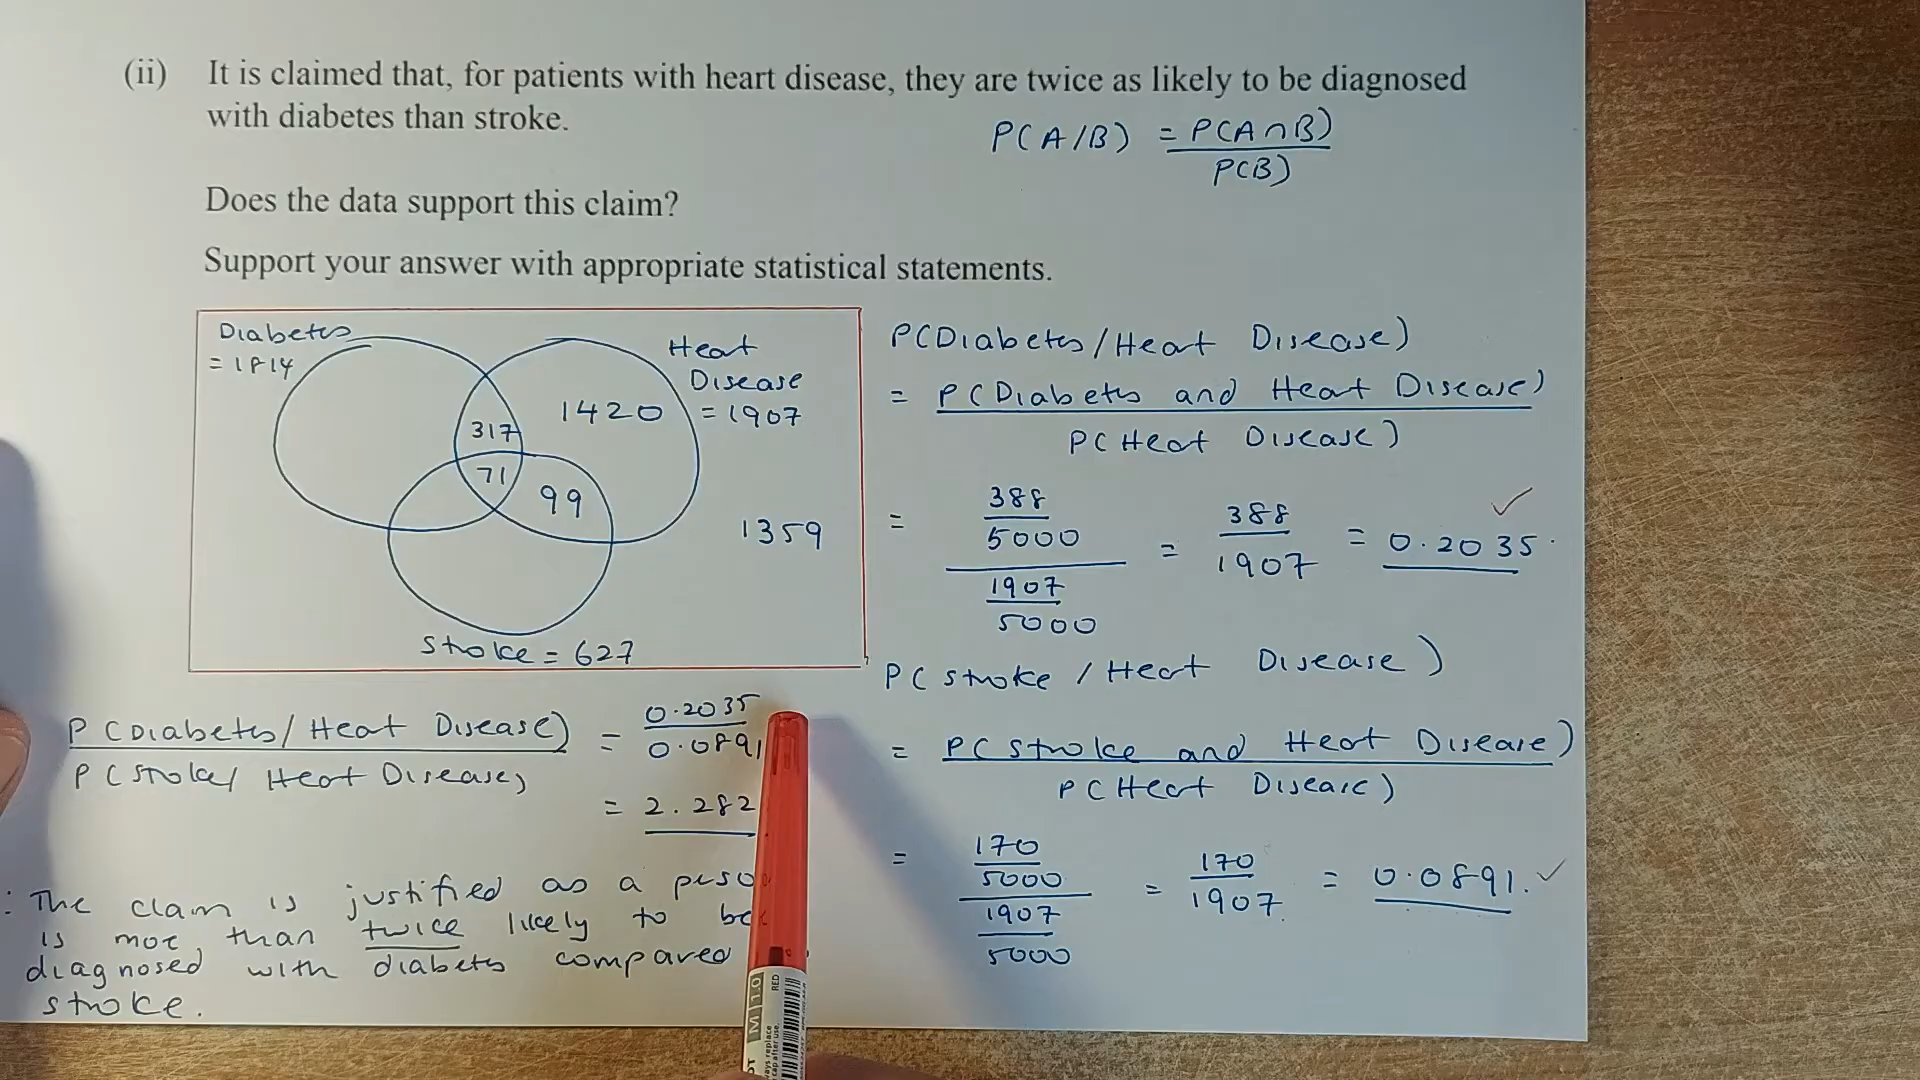 (ii) It is claimed that, for patients with heart disease, they are twice as likely to be diagnosed
with diabetes than stroke.
P(A/B) = P(A∩B)
P(B)
Does the data support this claim?
Support your answer with appropriate statistical statements.
Diabetes
= 1814
Heart
Disease
= 1907
1420
317
71
99
1359
Stroke = 627
P(Diabetes/Heart Disease)
= P(Diabetes and Heart Disease)
P(Heart Disease)
= 388/5000 / 1907/5000 = 388/1907 = 0.2035
P(stroke/Heart Disease)
= P(stroke and Heart Disease)
P(Heart Disease)
= 170/5000 / 1907/5000 = 170/1907 = 0.0891.
P(Diabetes/Heart Disease) = 0.2035
P(stroke/Heart Disease) 0.0891
= 2.282
: The claim is justified as a
is more than twice likely to
diagnosed with diabetes compared
stroke.
M 1.0
RED